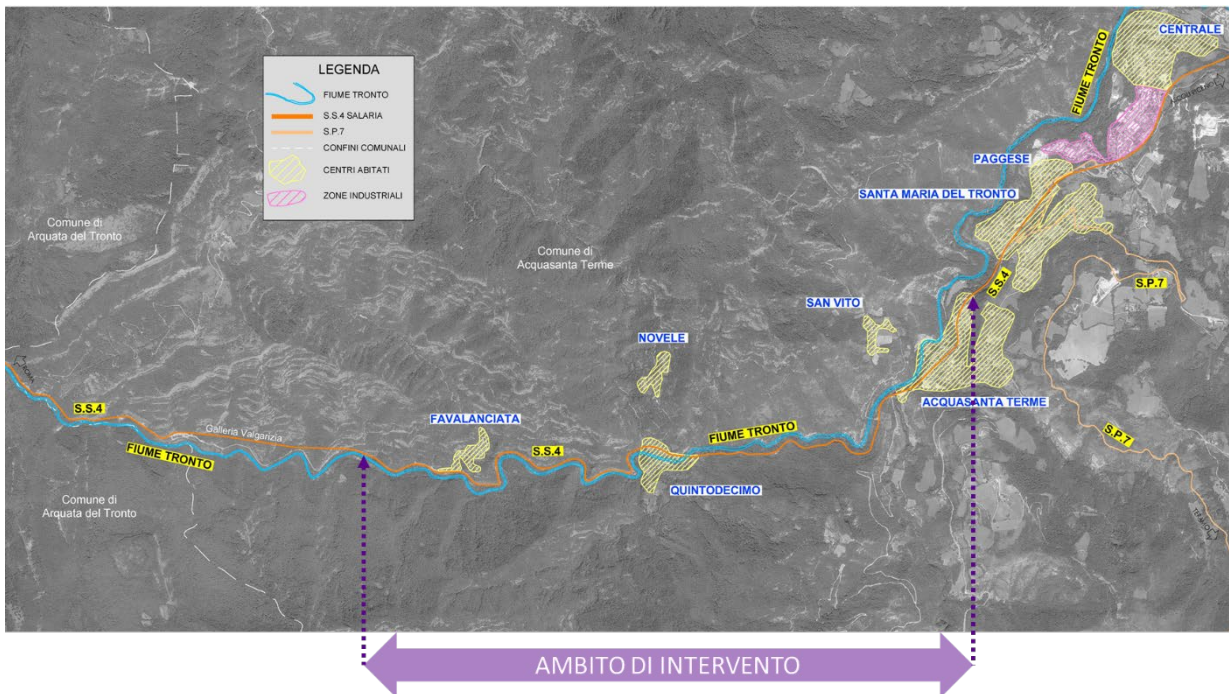 CENTRALE
LEGENDA
FIUME TRONTO
S.S.4 SALARIA
S.P.7
CONFINI COMUNALI
CENTRI ABITATI
ZONE INDUSTRIALI
FIUME TRONTO
PAGGESE
SANTA MARIA DEL TRONTO
Comune di
Arquata del Tronto
Comune di
Acquasanta Terme
S.S.4
S.P.7
SAN VITO
NOVELE
ROMA
S.S.4
Galleria Valgarizia
FAVALANCIATA
ACQUASANTA TERME
FIUME TRONTO
S.S.4
FIUME TRONTO
S.P.7
QUINTODECIMO
Comune di
Arquata del Tronto
AMBITO DI INTERVENTO